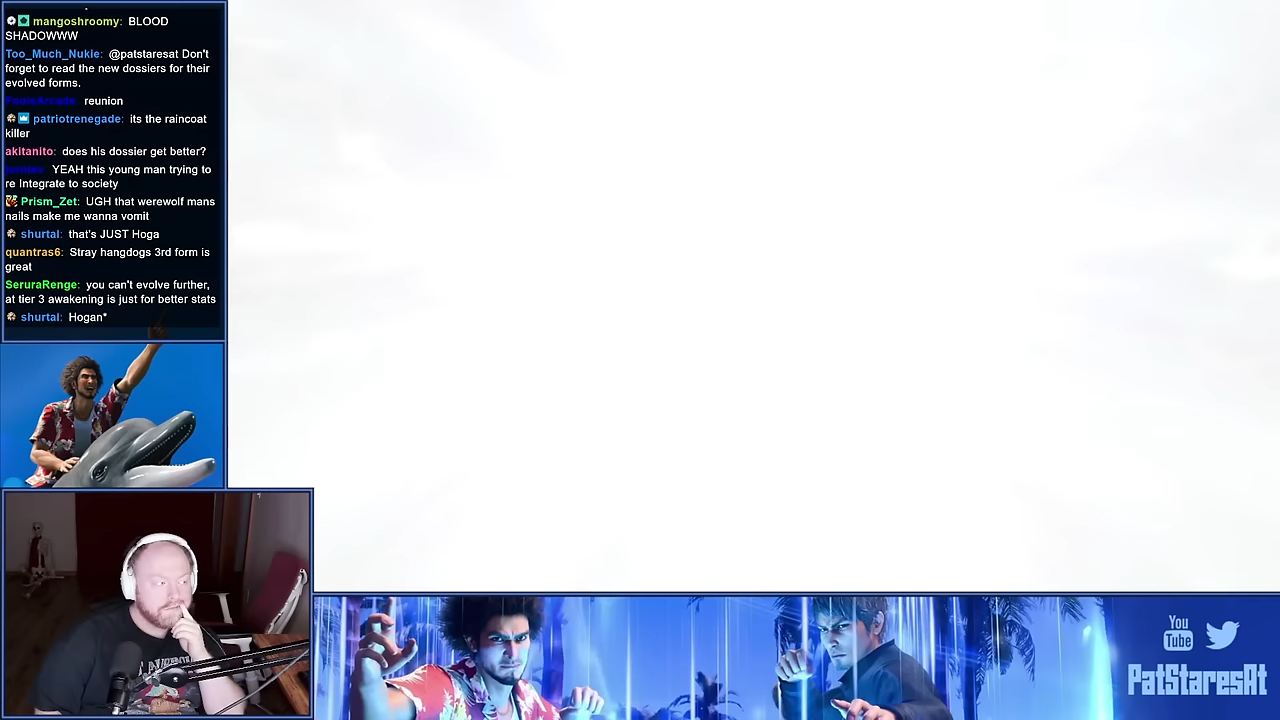 mangoshroomy: BLOOD
SHADOWWW
Too_Much_Nukie: @patstaresat Don't
forget to read the new dossiers for their
evolved forms.
reunion
patriotrenegade: its the raincoat
killer
akitanito: does his dossier get better?
YEAH this young man trying to
re Integrate to society
Prism_Zet: UGH that werewolf mans
nails make me wanna vomit
shurtal: that's JUST Hoga
quantras6: Stray hangdogs 3rd form is
great
SeruraRenge: you can't evolve further,
at tier 3 awakening is just for better stats
shurtal: Hogan*
You
Tube
PatStaresAt